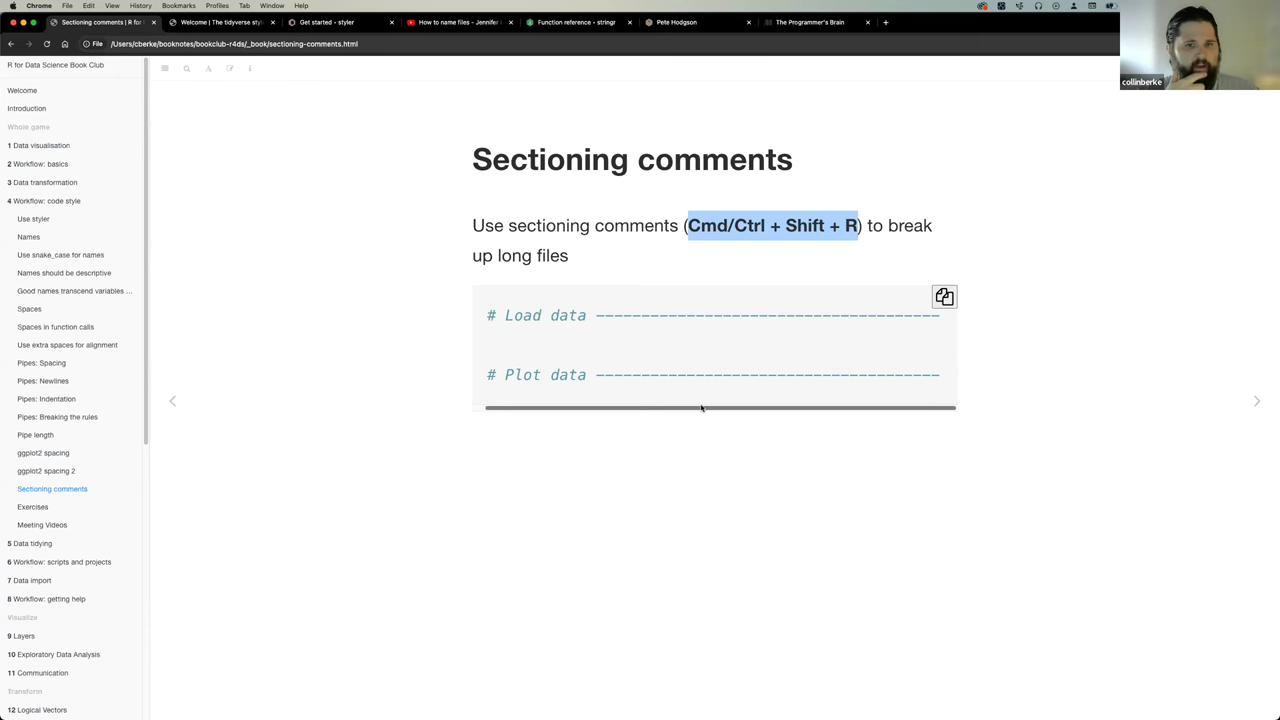 Chrome File Edit View History Bookmarks Profiles Tab Window Help
Sectioning comments | R for
Welcome | The tidyverse sty
Get started - styler
How to name files - Jennifer
Function reference - stringr
Pete Hodgson
The Programmer's Brain
File /Users/cberke/booknotes/bookclub-r4ds/_book/sectioning-comments.html
collinberke
R for Data Science Book Club
Welcome
Introduction
Whole game
1 Data visualisation
2 Workflow: basics
3 Data transformation
4 Workflow: code style
Use styler
Names
Use snake_case for names
Names should be descriptive
Good names transcend variables ...
Spaces
Spaces in function calls
Use extra spaces for alignment
Pipes: Spacing
Pipes: Newlines
Pipes: Indentation
Pipes: Breaking the rules
Pipe length
ggplot2 spacing
ggplot2 spacing 2
Sectioning comments
Exercises
Meeting Videos
5 Data tidying
6 Workflow: scripts and projects
7 Data import
8 Workflow: getting help
Visualize
9 Layers
10 Exploratory Data Analysis
11 Communication
Transform
12 Logical Vectors
Sectioning comments
Use sectioning comments (Cmd/Ctrl + Shift + R) to break
up long files
# Load data --------------------------------------
# Plot data --------------------------------------